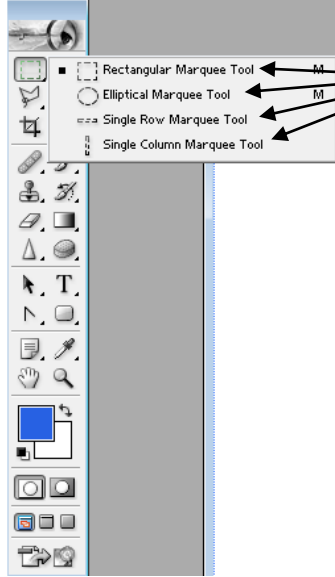 Rectangular Marquee Tool M
Elliptical Marquee Tool M
Single Row Marquee Tool
Single Column Marquee Tool
T